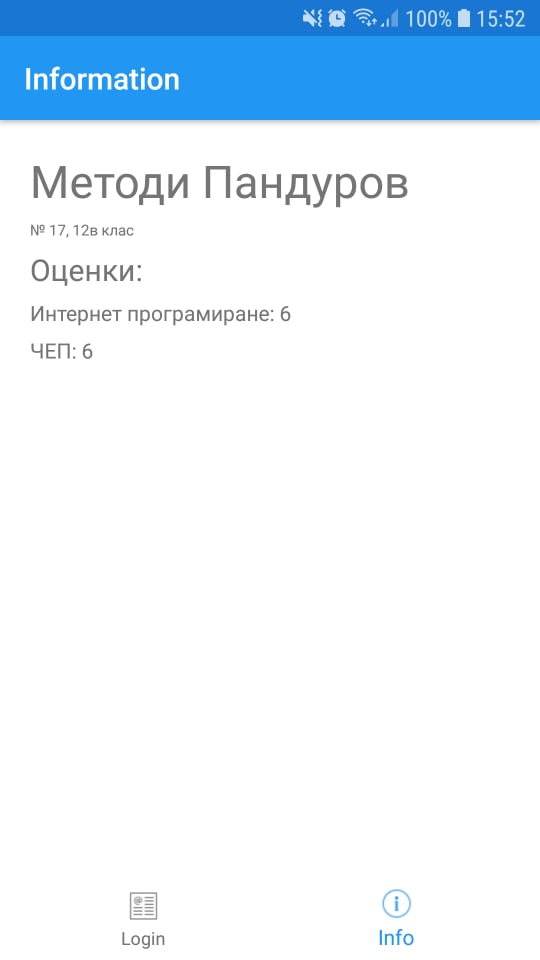 100% 15:52
Information
Методи Пандуров
№ 17, 12в клас
Оценки:
Интернет програмиране: 6
ЧЕП: 6
Login
Info